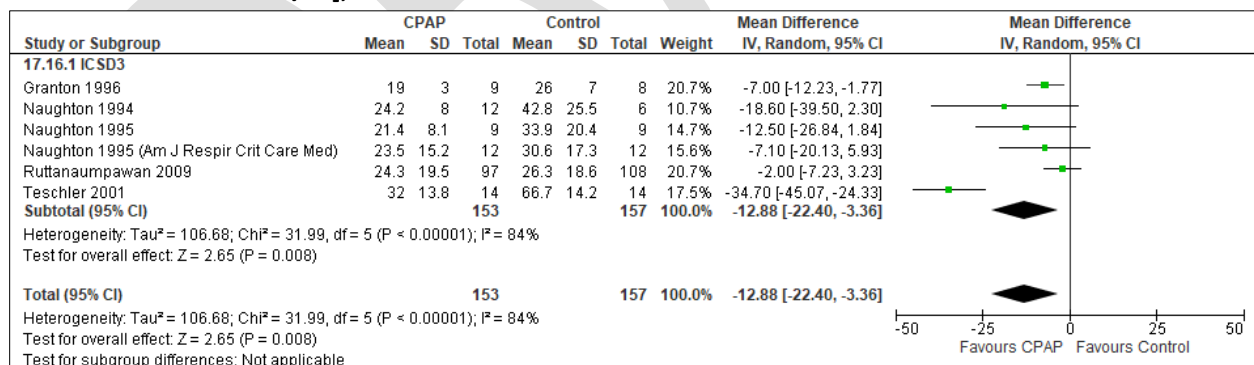 CPAP Control Mean Difference Mean Difference
Study or Subgroup Mean SD Total Mean SD Total Weight IV, Random, 95% CI IV, Random, 95% CI
17.16.1 ICSD3
Granton 1996 19 3 9 26 7 8 20.7% -7.00 [-12.23, -1.77]
Naughton 1994 24.2 8 12 42.8 25.5 6 10.7% -18.60 [-39.50, 2.30]
Naughton 1995 21.4 8.1 9 33.9 20.4 9 14.7% -12.50 [-26.84, 1.84]
Naughton 1995 (Am J Respir Crit Care Med) 23.5 15.2 12 30.6 17.3 12 15.6% -7.10 [-20.13, 5.93]
Ruttanaumpawan 2009 24.3 19.5 97 26.3 18.6 108 20.7% -2.00 [-7.23, 3.23]
Teschler 2001 32 13.8 14 66.7 14.2 14 17.5% -34.70 [-45.07, -24.33]
Subtotal (95% CI) 153 157 100.0% -12.88 [-22.40, -3.36]
Heterogeneity: Tau² = 106.68; Chi² = 31.99, df = 5 (P < 0.00001); I² = 84%
Test for overall effect: Z = 2.65 (P = 0.008)
Total (95% CI) 153 157 100.0% -12.88 [-22.40, -3.36]
Heterogeneity: Tau² = 106.68; Chi² = 31.99, df = 5 (P < 0.00001); I² = 84%
Test for overall effect: Z = 2.65 (P = 0.008)
Test for subgroup differences: Not applicable
-50 -25 0 25 50
Favours CPAP Favours Control